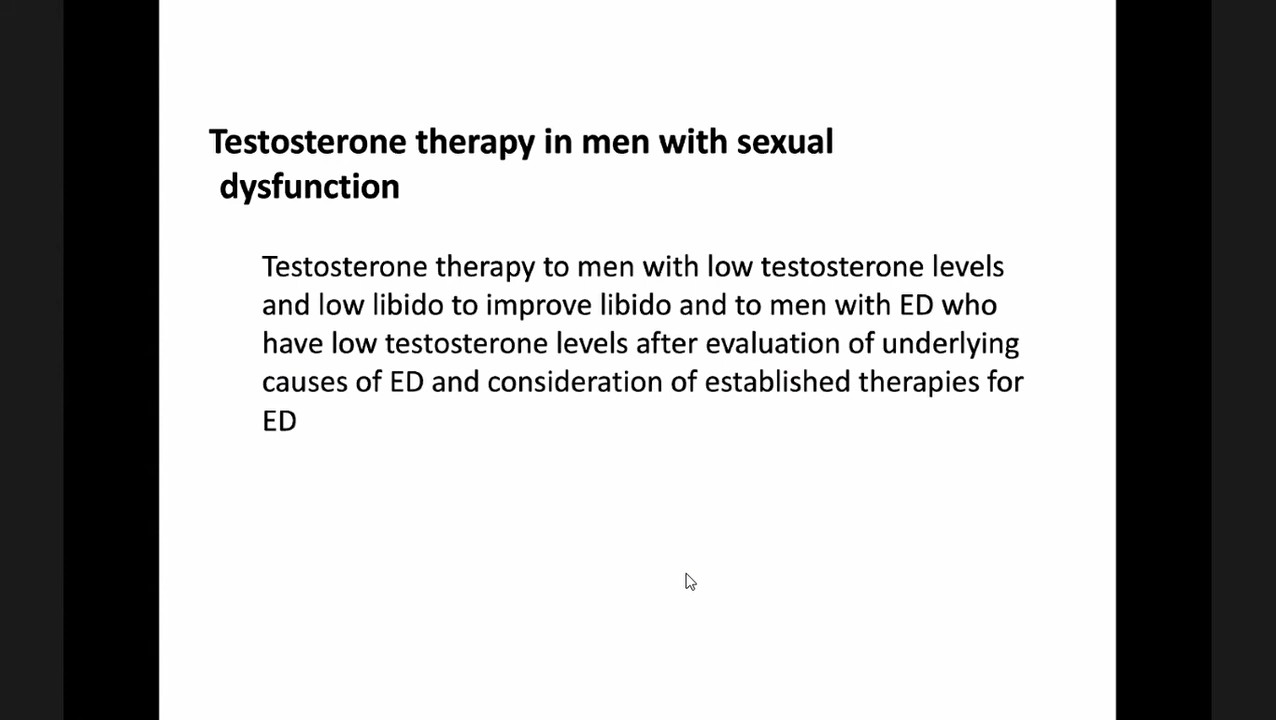 Testosterone therapy in men with sexual
dysfunction
Testosterone therapy to men with low testosterone levels
and low libido to improve libido and to men with ED who
have low testosterone levels after evaluation of underlying
causes of ED and consideration of established therapies for
ED